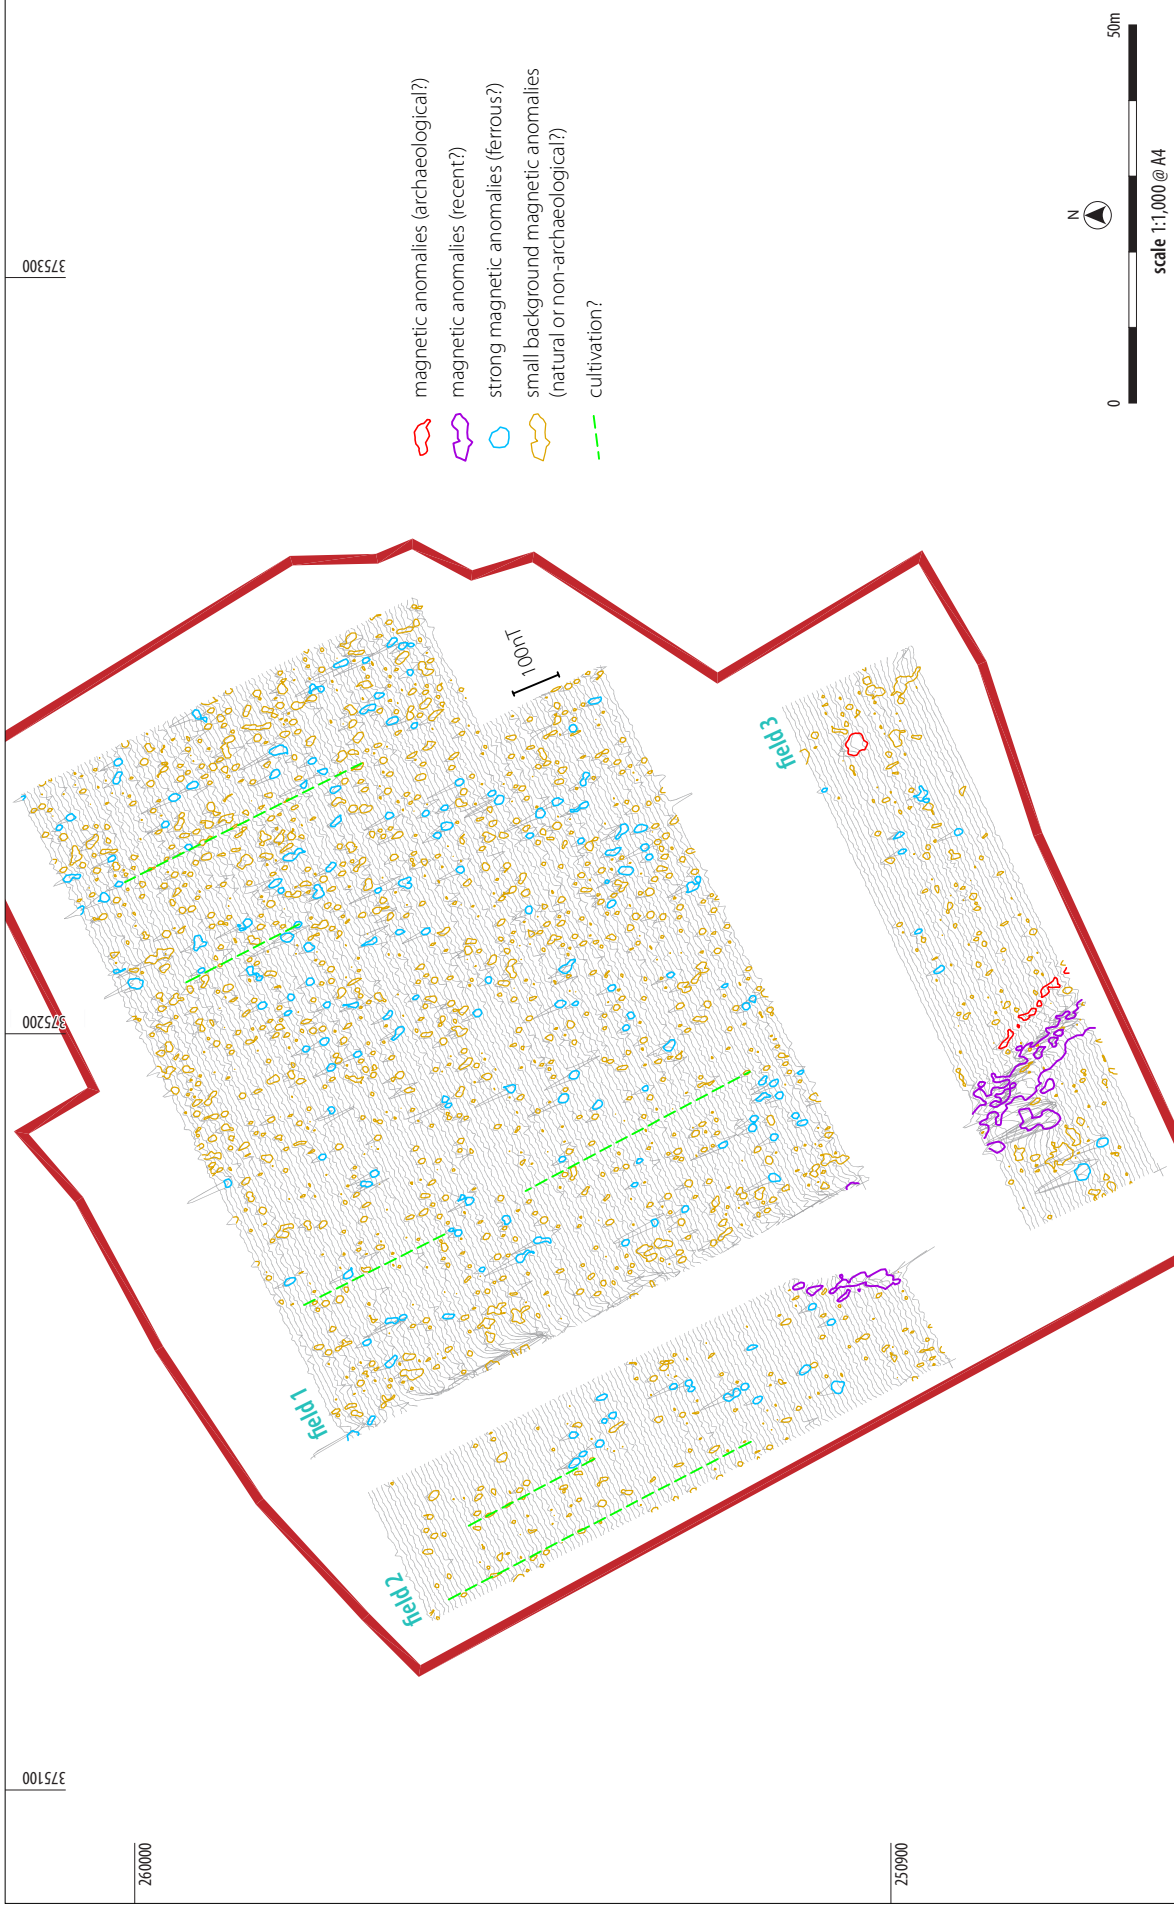 375300
375200
375100
260000
250900
magnetic anomalies (archaeological?)
magnetic anomalies (recent?)
strong magnetic anomalies (ferrous?)
small background magnetic anomalies
(natural or non-archaeological?)
cultivation?
field 1
field 2
field 3
100nT
N
0
50m
scale 1:1,000 @ A4